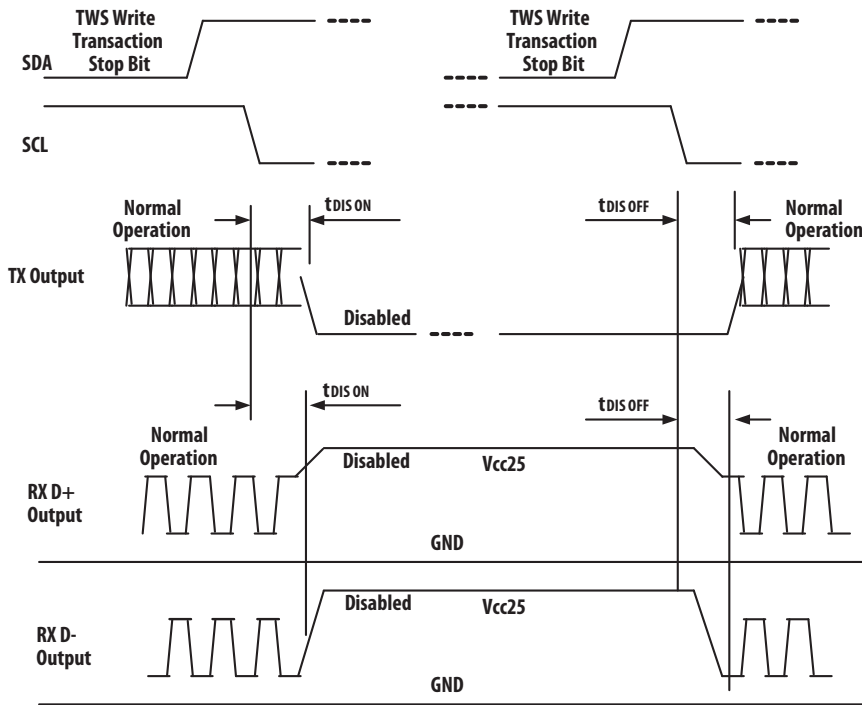 TWS Write
Transaction
Stop Bit
TWS Write
Transaction
Stop Bit
SDA
SCL
Normal
Operation
tDIS ON
tDIS OFF
Normal
Operation
TX Output
Disabled
tDIS ON
tDIS OFF
Normal
Operation
Disabled
Vcc25
Normal
Operation
RX D+
Output
GND
Disabled
Vcc25
RX D-
Output
GND